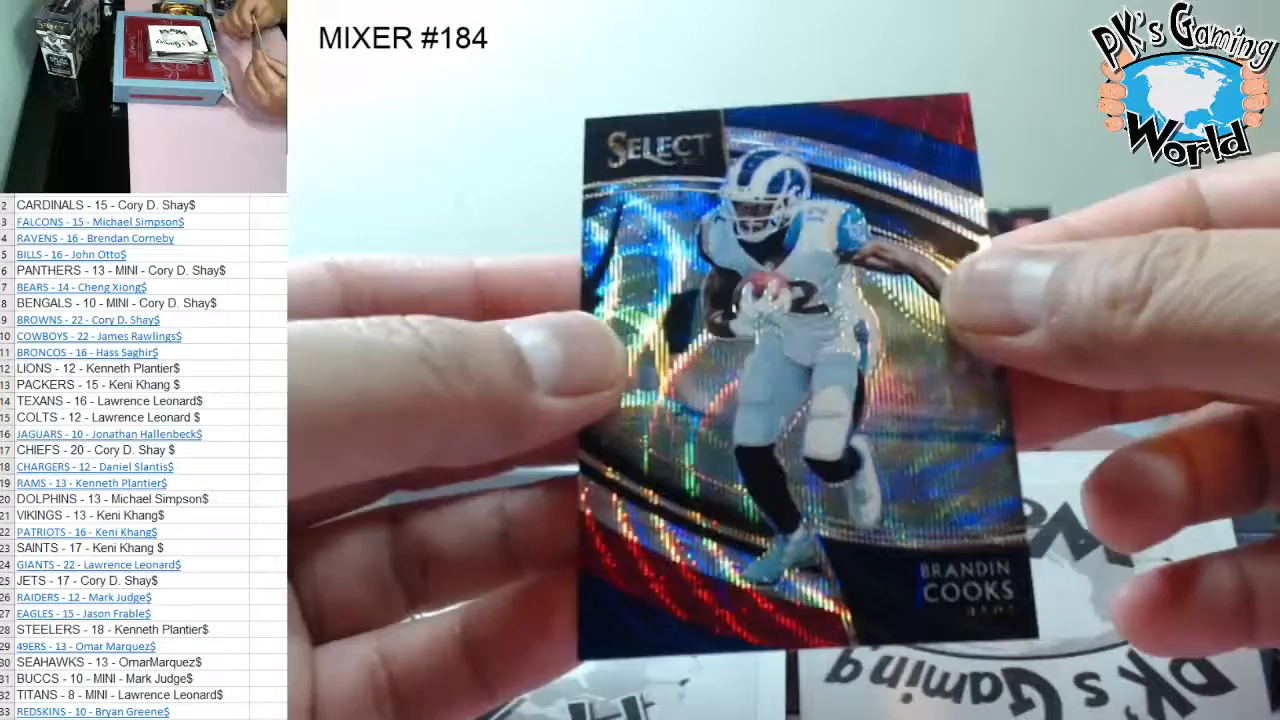 MIXER #184
PK's Gaming
World
SELECT
BRANDIN
COOKS
2 CARDINALS - 15 - Cory D. Shay$
3 FALCONS - 15 - Michael Simpson$
4 RAVENS - 16 - Brendan Corneby
5 BILLS - 16 - John Otto$
6 PANTHERS - 13 - MINI - Cory D. Shay$
7 BEARS - 14 - Cheng Xiong$
8 BENGALS - 10 - MINI - Cory D. Shay$
9 BROWNS - 22 - Cory D. Shay$
10 COWBOYS - 22 - James Rawlings$
11 BRONCOS - 16 - Hass Saghir$
12 LIONS - 12 - Kenneth Plantier$
13 PACKERS - 15 - Keni Khang $
14 TEXANS - 16 - Lawrence Leonard$
15 COLTS - 12 - Lawrence Leonard $
16 JAGUARS - 10 - Jonathan Hallenbeck$
17 CHIEFS - 20 - Cory D. Shay $
18 CHARGERS - 12 - Daniel Slantis$
19 RAMS - 13 - Kenneth Plantier$
20 DOLPHINS - 13 - Michael Simpson$
21 VIKINGS - 13 - Keni Khang$
22 PATRIOTS - 16 - Keni Khang$
23 SAINTS - 17 - Keni Khang $
24 GIANTS - 22 - Lawrence Leonard$
25 JETS - 17 - Cory D. Shay$
26 RAIDERS - 12 - Mark Judge$
27 EAGLES - 15 - Jason Frable$
28 STEELERS - 18 - Kenneth Plantier$
29 49ERS - 13 - Omar Marquez$
30 SEAHAWKS - 13 - OmarMarquez$
31 BUCCS - 10 - MINI - Mark Judge$
32 TITANS - 8 - MINI - Lawrence Leonard$
33 REDSKINS - 10 - Bryan Greene$
PK's Gaming